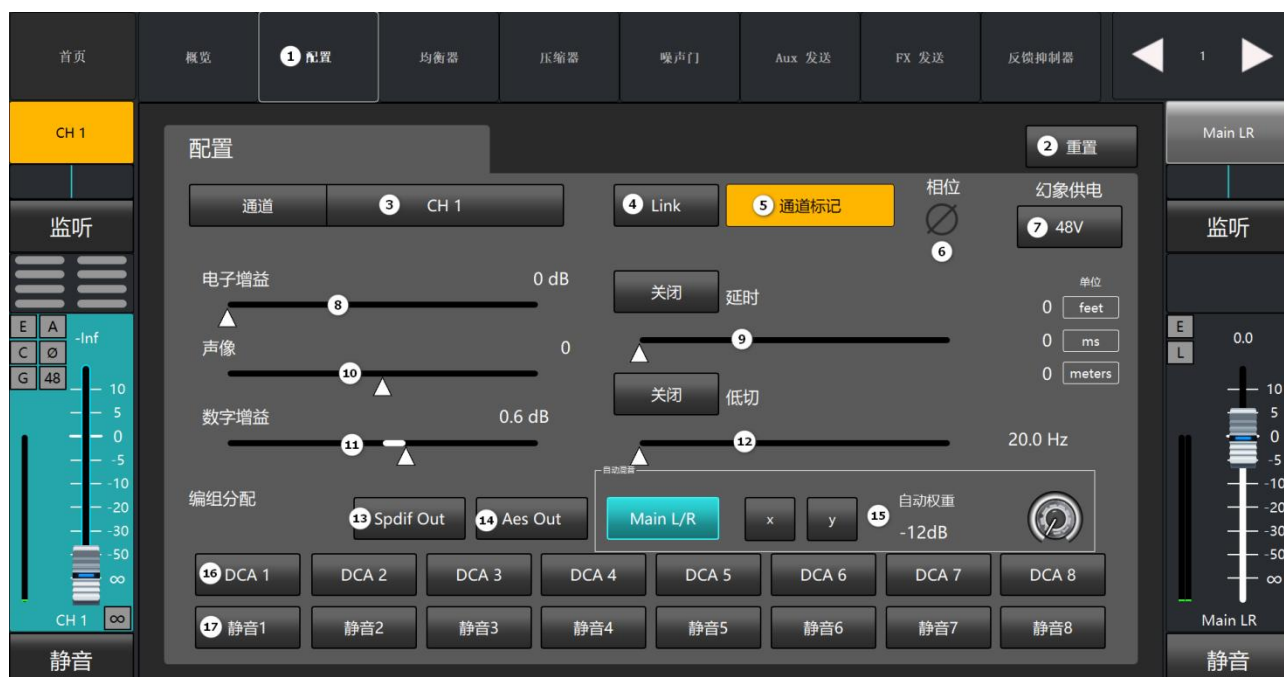 首页 概览 1 配置 均衡器 压缩器 噪声门 Aux 发送 FX 发送 反馈抑制器 1
CH 1
配置
2 重置
Main LR
通道 3 CH 1 4 Link 5 通道标记 相位 6 幻象供电 7 48V
监听
监听
电子增益 0 dB
8
关闭 延时
单位
0 feet
9
0 ms
0 meters
声像 0
10
关闭 低切
数字增益 0.6 dB
11
12
20.0 Hz
E A
C Ø
G 48
-Inf
10
5
0
-5
-10
-20
-30
-50
∞
CH 1 ∞
静音
编组分配
13 Spdif Out 14 Aes Out
自动混音
Main L/R x y 15 自动权重
-12dB
16 DCA 1 DCA 2 DCA 3 DCA 4 DCA 5 DCA 6 DCA 7 DCA 8
17 静音1 静音2 静音3 静音4 静音5 静音6 静音7 静音8
E
L
0.0
10
5
0
-5
-10
-20
-30
-50
∞
Main LR
静音